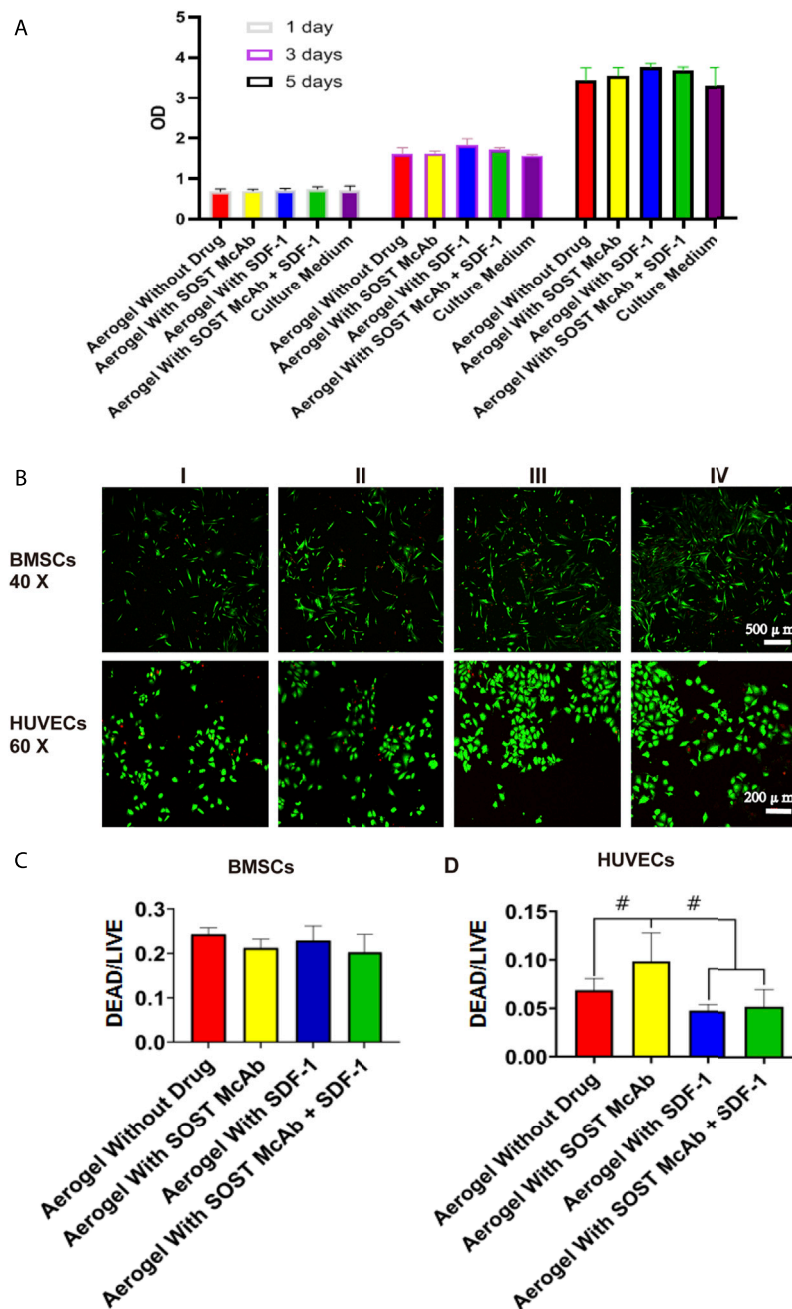 A
1 day
3 days
5 days
OD
5
4
3
2
1
0
Aerogel Without Drug
Aerogel With SOST McAb
Aerogel With SDF-1
Aerogel With SOST McAb + SDF-1
Culture Medium
Aerogel Without Drug
Aerogel With SOST McAb
Aerogel With SDF-1
Aerogel With SOST McAb + SDF-1
Culture Medium
Aerogel Without Drug
Aerogel With SOST McAb
Aerogel With SDF-1
Aerogel With SOST McAb + SDF-1
Culture Medium
B
I II III IV
BMSCs
40 X
500 μm
HUVECs
60 X
200 μm
C
BMSCs
DEAD/LIVE
0.3
0.2
0.1
0.0
Aerogel Without Drug
Aerogel With SOST McAb
Aerogel With SDF-1
Aerogel With SOST McAb + SDF-1
D
HUVECs
# #
DEAD/LIVE
0.15
0.10
0.05
0.00
Aerogel Without Drug
Aerogel With SOST McAb
Aerogel With SDF-1
Aerogel With SOST McAb + SDF-1